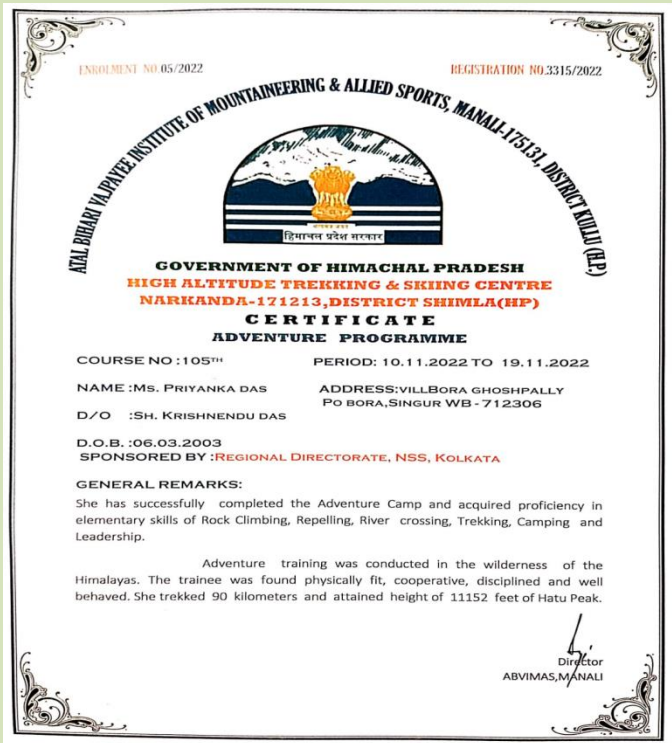 ENROLMENT NO.05/2022
REGISTRATION NO.3315/2022
ATAL BIHARI VAJPAYEE INSTITUTE OF MOUNTAINEERING & ALLIED SPORTS, MANALI-175131, DISTRICT KULLU (H.P.)
हिमाचल प्रदेश सरकार
GOVERNMENT OF HIMACHAL PRADESH
HIGH ALTITUDE TREKKING & SKIING CENTRE
NARKANDA-171213,DISTRICT SHIMLA(HP)
CERTIFICATE
ADVENTURE PROGRAMME
COURSE NO :105TH PERIOD: 10.11.2022 TO 19.11.2022
NAME :MS. PRIYANKA DAS ADDRESS:VILLBORA GHOSHPALLY
PO BORA,SINGUR WB - 712306
D/O :SH. KRISHNENDU DAS
D.O.B. :06.03.2003
SPONSORED BY :REGIONAL DIRECTORATE, NSS, KOLKATA
GENERAL REMARKS:
She has successfully completed the Adventure Camp and acquired proficiency in
elementary skills of Rock Climbing, Repelling, River crossing, Trekking, Camping and
Leadership.
Adventure training was conducted in the wilderness of the
Himalayas. The trainee was found physically fit, cooperative, disciplined and well
behaved. She trekked 90 kilometers and attained height of 11152 feet of Hatu Peak.
Director
ABVIMAS,MANALI